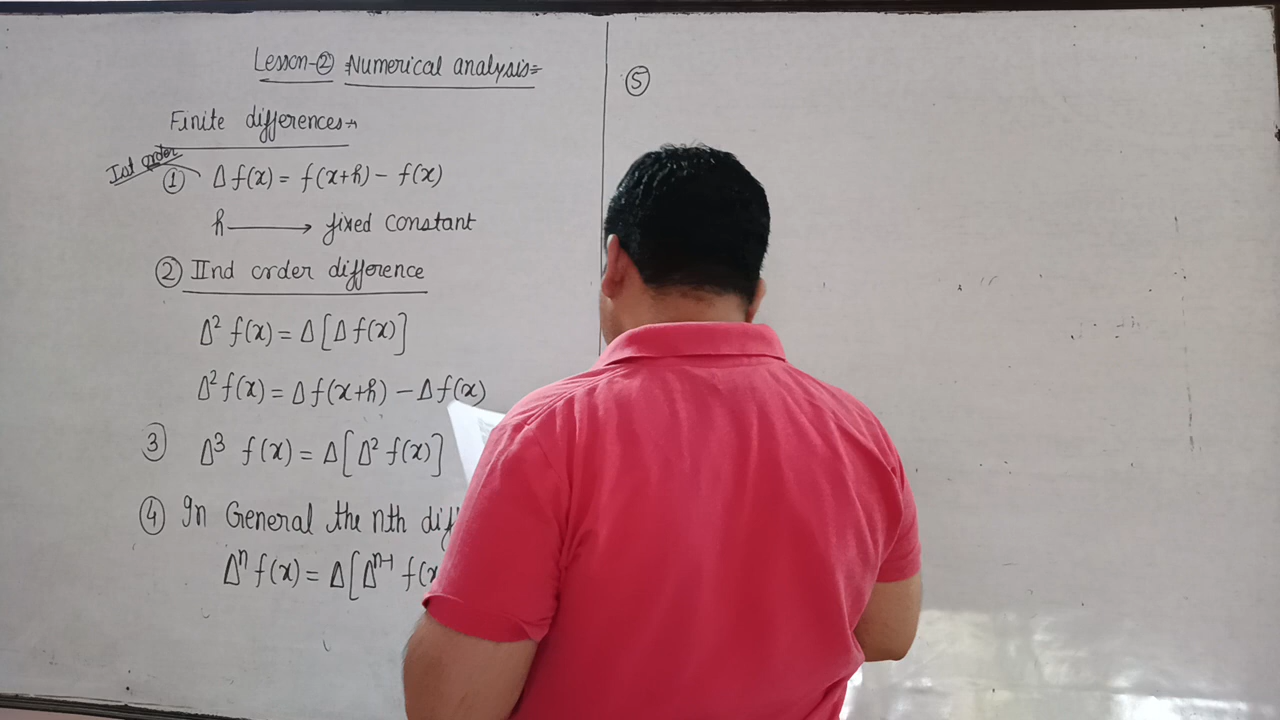 Lesson-② Numerical analysis:-
Finite differences:-
Ist order
① Δ f(x) = f(x+h) - f(x)
h ⟶ fixed constant
② IInd order difference
Δ² f(x) = Δ [Δ f(x)]
Δ² f(x) = Δ f(x+h) - Δ f(x)
③ Δ³ f(x) = Δ [Δ² f(x)]
④ In General the nth
Δⁿ f(x) = Δ [Δⁿ⁻¹ f(x
⑤